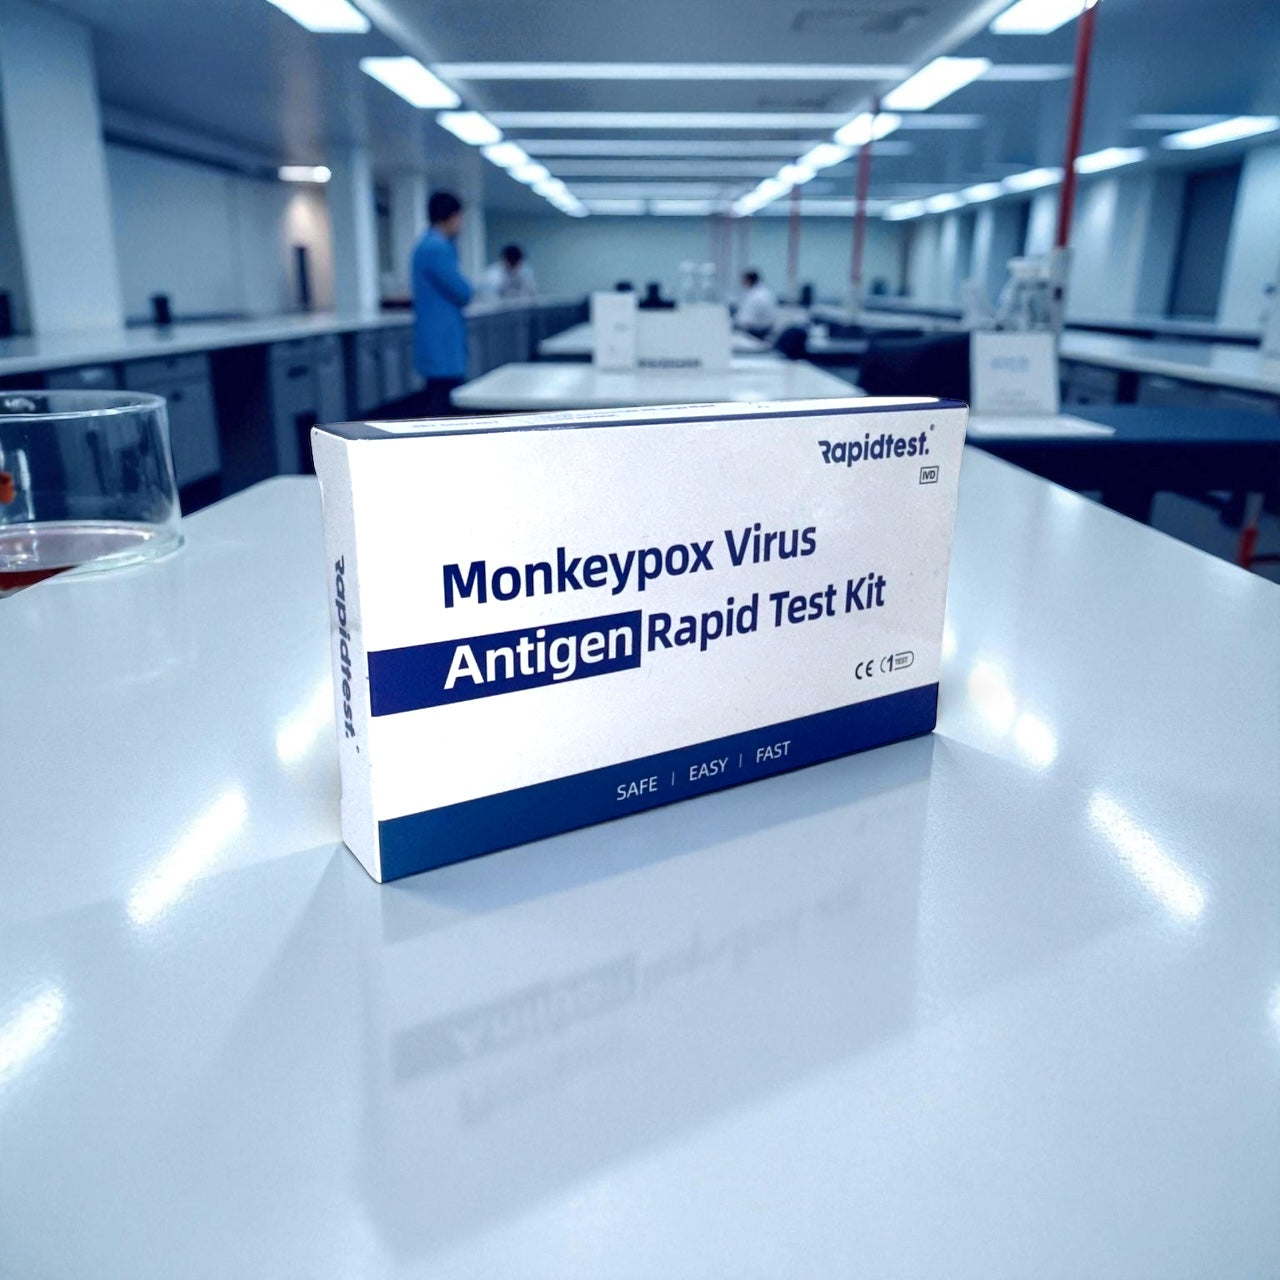 Rapidtest.
IVD
Monkeypox Virus
Antigen Rapid Test Kit
CE 1 TEST
SAFE | EASY | FAST
Rapidtest.